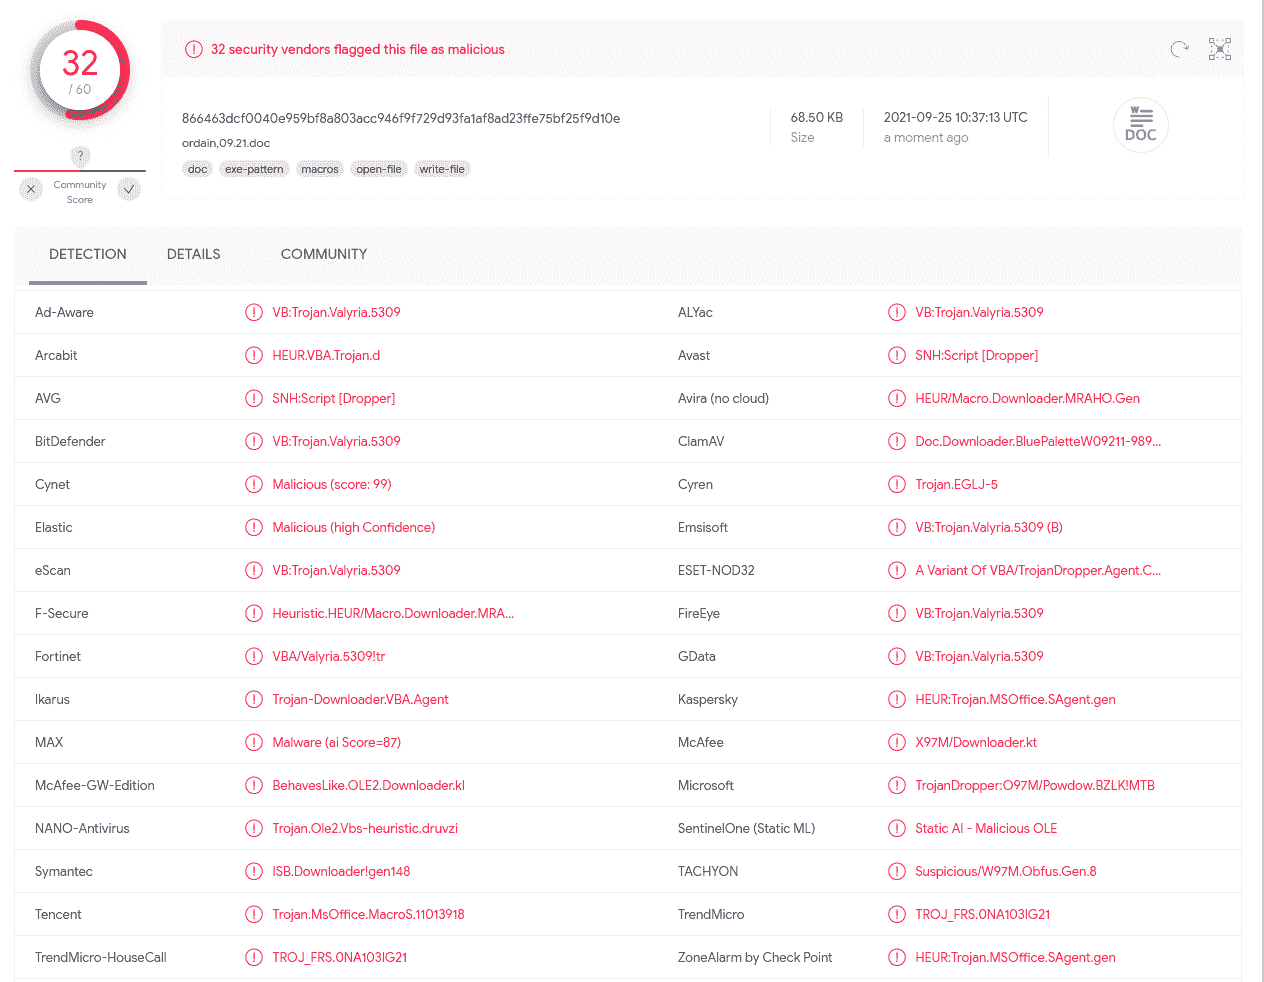 32
/ 60
?
Community
Score
32 security vendors flagged this file as malicious
866463dcf0040e959bf8a803acc946f9f729d93fa1af8ad23ffe75bf25f9d10e
ordain,09.21.doc
doc exe-pattern macros open-file write-file
68.50 KB
Size
2021-09-25 10:37:13 UTC
a moment ago
W
DOC
DETECTION DETAILS COMMUNITY
Ad-Aware VB:Trojan.Valyria.5309 ALYac VB:Trojan.Valyria.5309
Arcabit HEUR.VBA.Trojan.d Avast SNH:Script [Dropper]
AVG SNH:Script [Dropper] Avira (no cloud) HEUR/Macro.Downloader.MRAHO.Gen
BitDefender VB:Trojan.Valyria.5309 ClamAV Doc.Downloader.BluePaletteW09211-989...
Cynet Malicious (score: 99) Cyren Trojan.EGLJ-5
Elastic Malicious (high Confidence) Emsisoft VB:Trojan.Valyria.5309 (B)
eScan VB:Trojan.Valyria.5309 ESET-NOD32 A Variant Of VBA/TrojanDropper.Agent.C...
F-Secure Heuristic.HEUR/Macro.Downloader.MRA... FireEye VB:Trojan.Valyria.5309
Fortinet VBA/Valyria.5309!tr GData VB:Trojan.Valyria.5309
Ikarus Trojan-Downloader.VBA.Agent Kaspersky HEUR:Trojan.MSOffice.SAgent.gen
MAX Malware (ai Score=87) McAfee X97M/Downloader.kt
McAfee-GW-Edition BehavesLike.OLE2.Downloader.kl Microsoft TrojanDropper:O97M/Powdow.BZLK!MTB
NANO-Antivirus Trojan.Ole2.Vbs-heuristic.druvzi SentinelOne (Static ML) Static AI - Malicious OLE
Symantec ISB.Downloader!gen148 TACHYON Suspicious/W97M.Obfus.Gen.8
Tencent Trojan.MsOffice.MacroS.11013918 TrendMicro TROJ_FRS.0NA103IG21
TrendMicro-HouseCall TROJ_FRS.0NA103IG21 ZoneAlarm by Check Point HEUR:Trojan.MSOffice.SAgent.gen